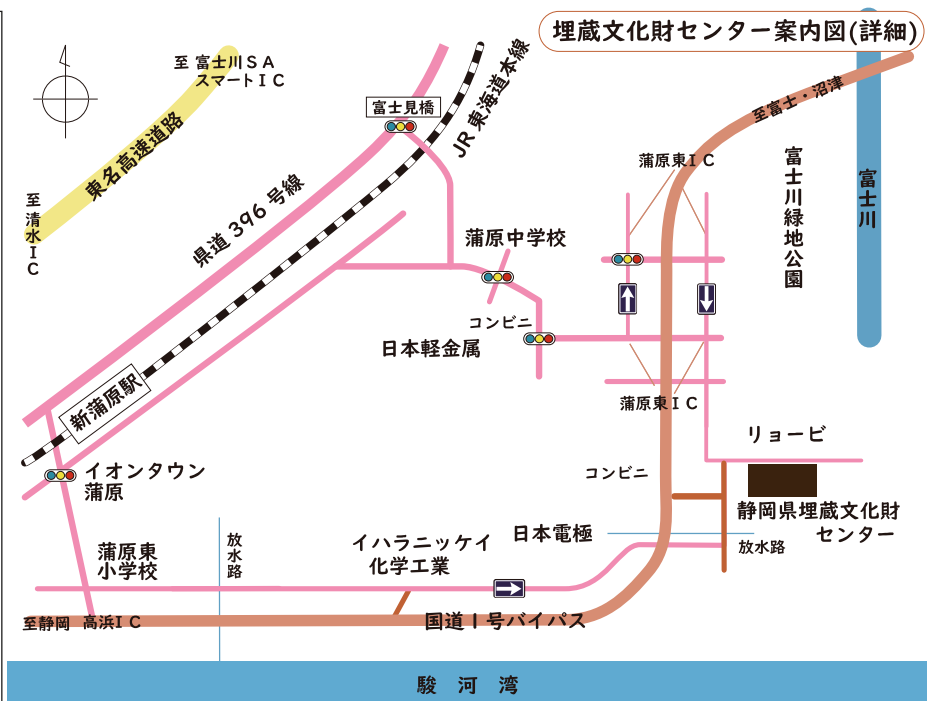 埋蔵文化財センター案内図(詳細)
至 富士川SA
スマートIC
東名高速道路
至清水IC
富士見橋
JR東海道本線
県道396号線
至富士・沼津
蒲原東IC
富士川緑地公園
富士川
蒲原中学校
コンビニ
日本軽金属
蒲原東IC
新蒲原駅
リョービ
イオンタウン
蒲原
コンビニ
静岡県埋蔵文化財
センター
日本電極
放水路
放水路
イハラニッケイ
化学工業
蒲原東
小学校
至静岡
高浜IC
国道1号バイパス
駿河湾